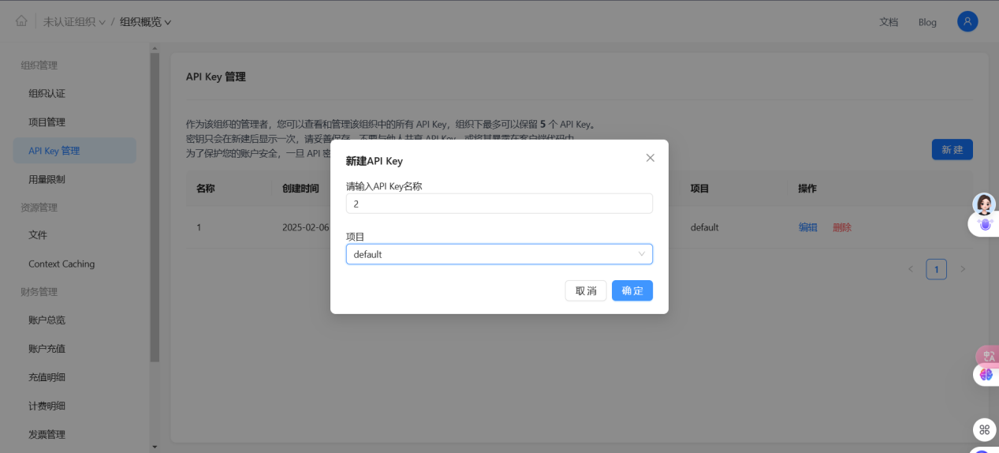 未认证组织 / 组织概览
文档 Blog
组织管理
组织认证
项目管理
API Key 管理
用量限制
资源管理
文件
Context Caching
财务管理
账户总览
账户充值
充值明细
计费明细
发票管理
API Key 管理
作为该组织的管理者，您可以查看和管理该组织中的所有 API Key，组织下最多可以保留 5 个 API Key。
密钥只会在新建后显示一次，请妥善保存，不要与他人共享 API Key，或将其暴露在客户端代码中
为了保护您的账户安全，一旦 API 密
新建
名称 创建时间 项目 操作
1 2025-02-06 default 编辑 删除
1
新建API Key
请输入API Key名称
2
项目
default
取消 确定